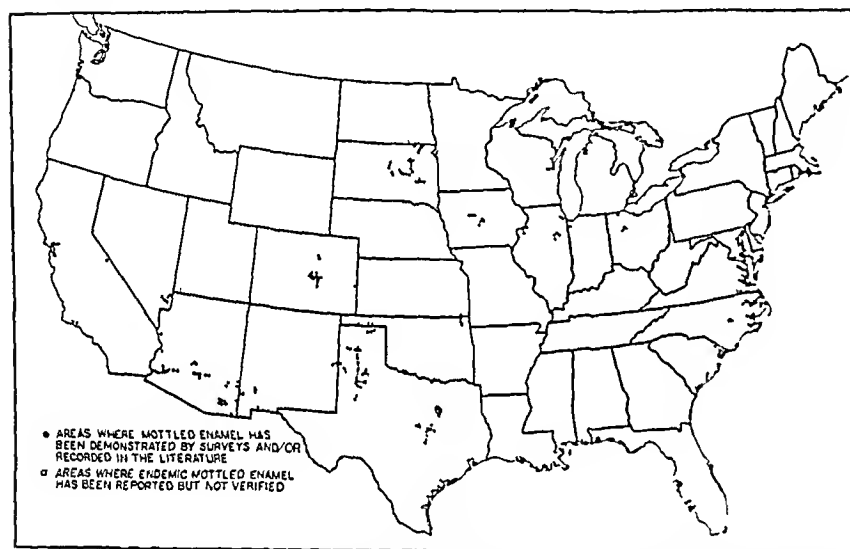 • AREAS WHERE MOTTLED ENAMEL HAS
BEEN DEMONSTRATED BY SURVEYS AND/OR
RECORDED IN THE LITERATURE
□ AREAS WHERE ENDEMIC MOTTLED ENAMEL
HAS BEEN REPORTED BUT NOT VERIFIED